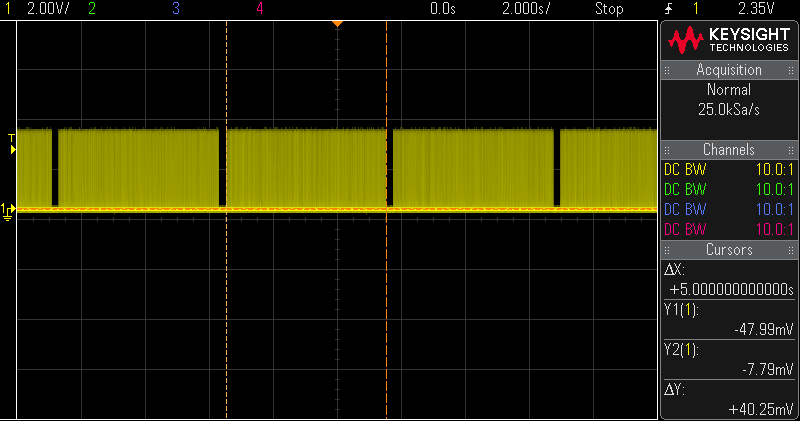 1 2.00V/ 2 3 4 0.0s 2.000s/ Stop 1 2.35V
KEYSIGHT
TECHNOLOGIES
Acquisition
Normal
25.0kSa/s
Channels
DC BW 10.0:1
DC BW 10.0:1
DC BW 10.0:1
DC BW 10.0:1
Cursors
ΔX:
+5.000000000000s
Y1(1):
-47.99mV
Y2(1):
-7.79mV
ΔY:
+40.25mV
T
1